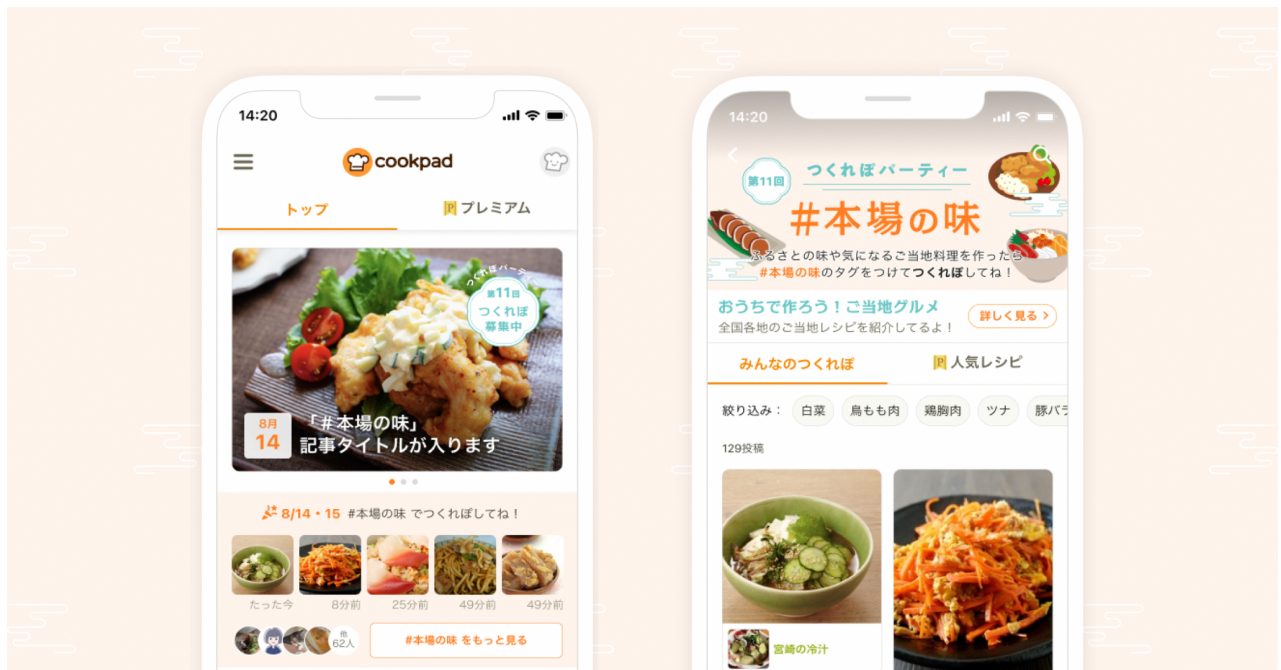 14:20
cookpad
トップ
プレミアム
つくれぽパーティー
第11回
つくれぽ
募集中
8月
14
「#本場の味」
記事タイトルが入ります
8/14・15 #本場の味 でつくれぽしてね！
たった今
8分前
25分前
49分前
49分前
他
62人
#本場の味 をもっと見る
14:20
第11回
つくれぽパーティー
#本場の味
ふるさとの味や気になるご当地料理を作ったら
#本場の味のタグをつけてつくれぽしてね！
おうちで作ろう！ご当地グルメ
全国各地のご当地レシピを紹介してるよ！
詳しく見る
みんなのつくれぽ
人気レシピ
絞り込み：
白菜
鳥もも肉
鶏胸肉
ツナ
豚バラ
129投稿
宮崎の冷汁